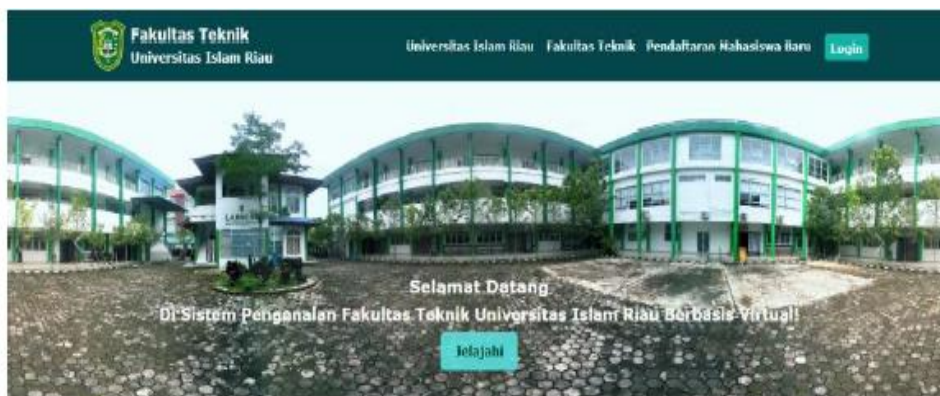 Fakultas Teknik
Universitas Islam Riau
Universitas Islam Riau Fakultas Teknik Pendaftaran Mahasiswa Baru Login
Selamat Datang
Di Sistem Pengenalan Fakultas Teknik Universitas Islam Riau Berbasis Virtual!
Jelajahi